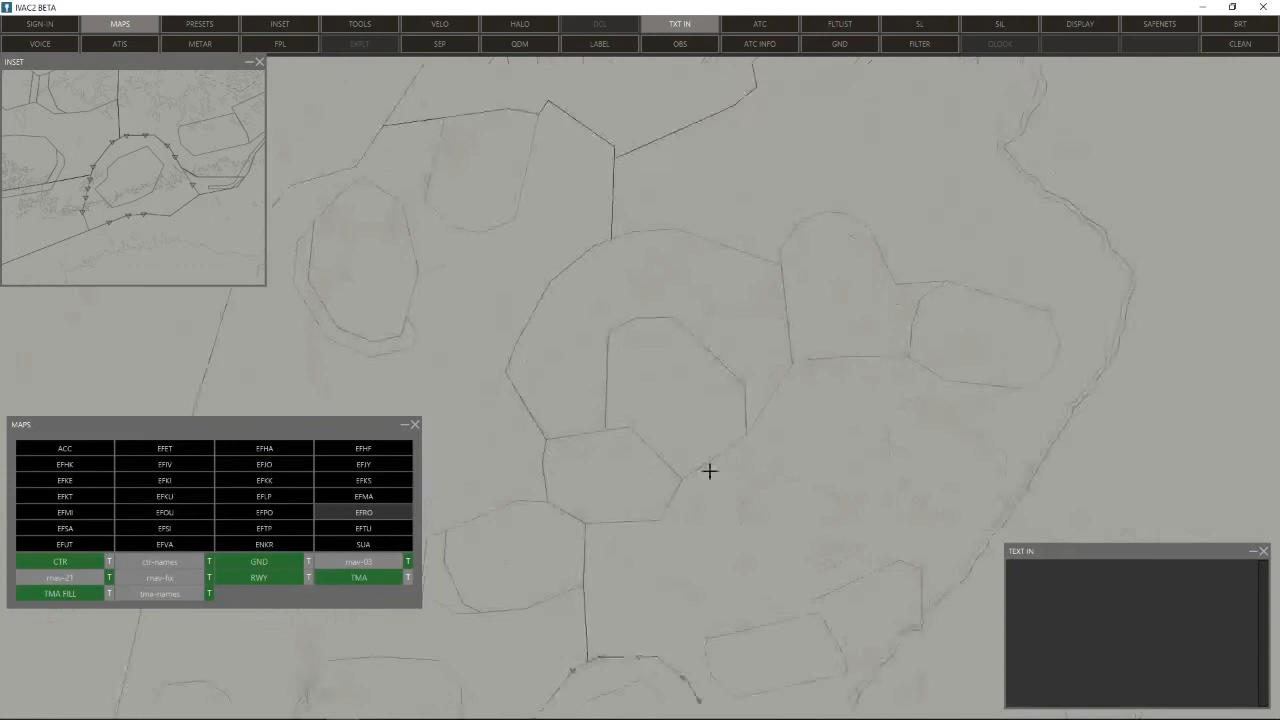 IVAC2 BETA
SIGN-IN MAPS PRESETS INSET TOOLS VELO HALO DCL TXT IN ATC FLTLIST SL SIL DISPLAY SAFENETS BRT
VOICE ATIS METAR FPL EXPLT SEP QDM LABEL OBS ATC INFO GND FILTER QLOOK CLEAN
INSET
MAPS
ACC EFET EFHA EFHF
EFHK EFIV EFJO EFJY
EFKE EFKI EFKK EFKS
EFKT EFKU EFLP EFMA
EFMI EFOU EFPO EFRO
EFSA EFSI EFTP EFTU
EFUT EFVA ENKR SUA
CTR T ctr-names T GND T rnav-03 T
rnav-21 T rnav-fix T RWY T TMA T
TMA FILL T tma-names T
TEXT IN